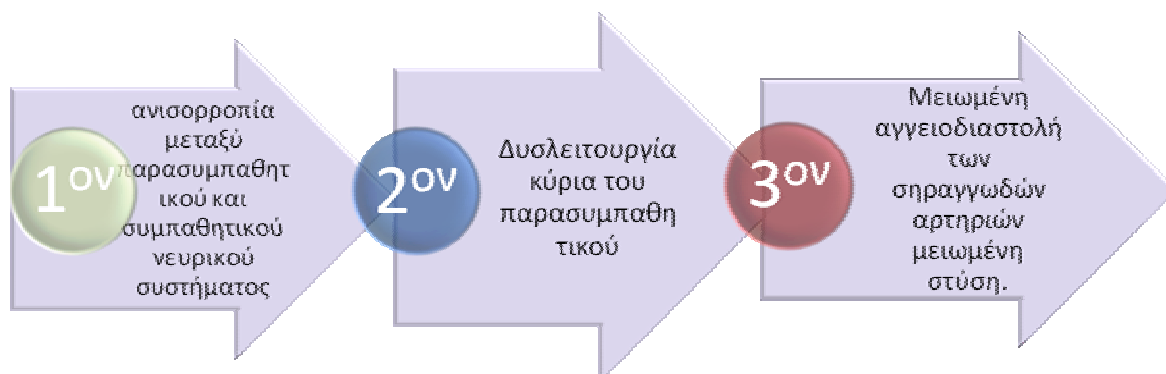 1ον
ανισορροπία
μεταξύ
παρασυμπαθητ
ικού και
συμπαθητικού
νευρικού
συστήματος
2ον
Δυσλειτουργία
κύρια του
παρασυμπαθη
τικού
3ον
Μειωμένη
αγγειοδιαστολή
των
σηραγγωδών
αρτηριών
μειωμένη
στύση.